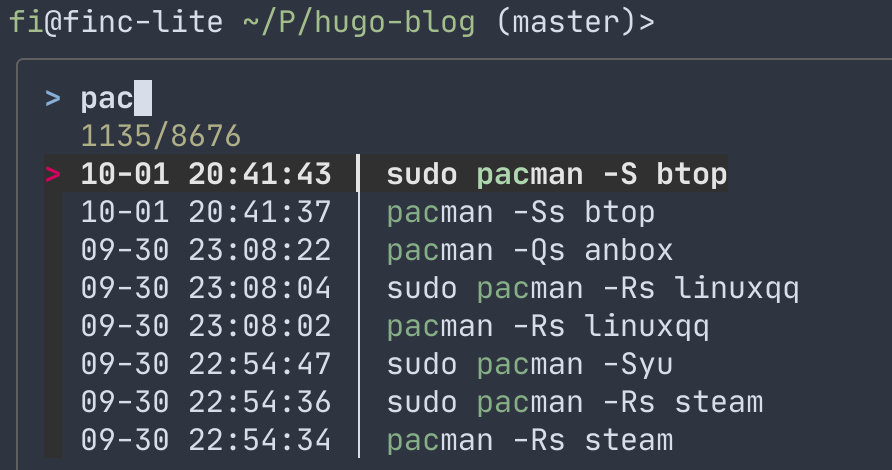 fi@finc-lite ~/P/hugo-blog (master)>
> pac
1135/8676
> 10-01 20:41:43 │ sudo pacman -S btop
10-01 20:41:37 │ pacman -Ss btop
09-30 23:08:22 │ pacman -Qs anbox
09-30 23:08:04 │ sudo pacman -Rs linuxqq
09-30 23:08:02 │ pacman -Rs linuxqq
09-30 22:54:47 │ sudo pacman -Syu
09-30 22:54:36 │ sudo pacman -Rs steam
09-30 22:54:34 │ pacman -Rs steam